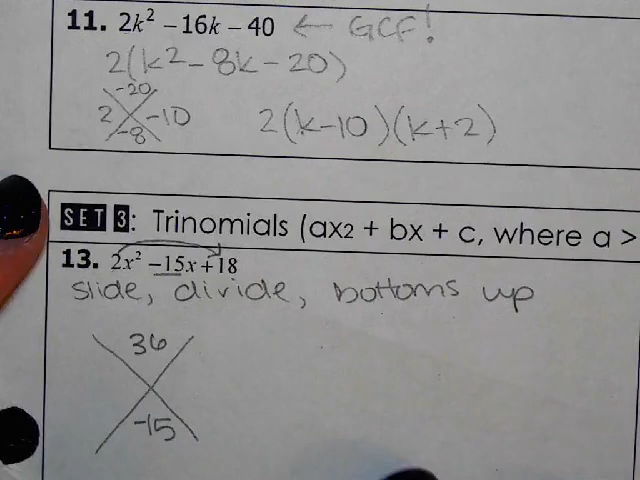 11. 2k² – 16k – 40 ← GCF!
2(k² – 8k – 20)
-20
2 -10
-8
2(k-10)(k+2)
SET 3: Trinomials (ax2 + bx + c, where a >
13. 2x² –15x+18
slide, divide, bottoms up
36
-15